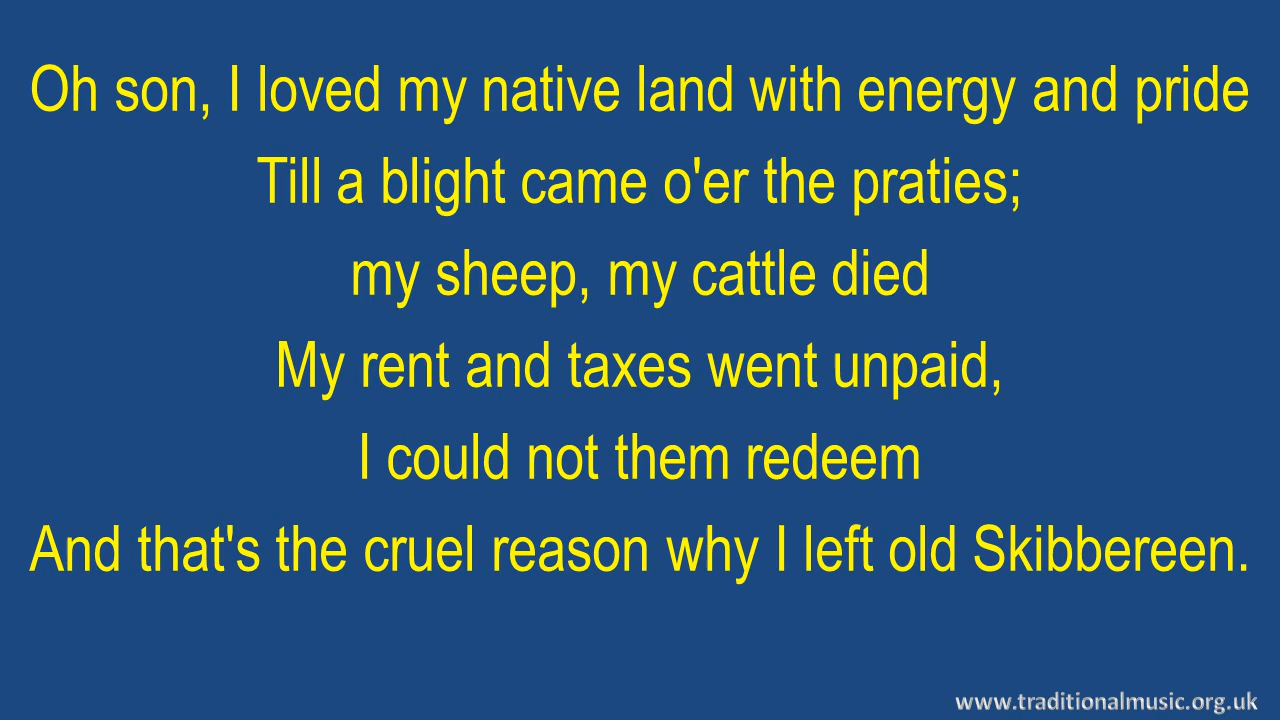 Oh son, I loved my native land with energy and pride
Till a blight came o'er the praties;
my sheep, my cattle died
My rent and taxes went unpaid,
I could not them redeem
And that's the cruel reason why I left old Skibbereen.
www.traditionalmusic.org.uk